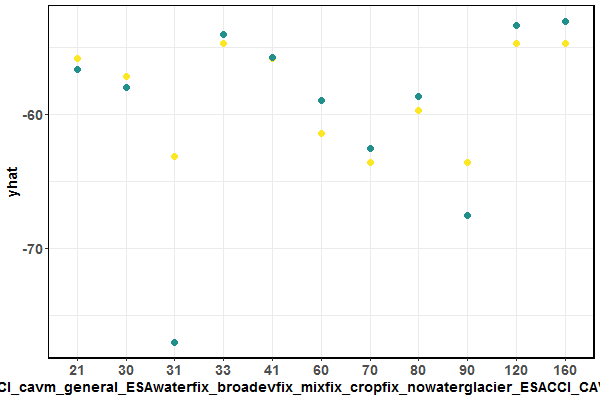 -60
-70
yhat
21 30 31 33 41 60 70 80 90 120 160
CI_cavm_general_ESAwaterfix_broadevfix_mixfix_cropfix_nowaterglacier_ESACCI_CAV